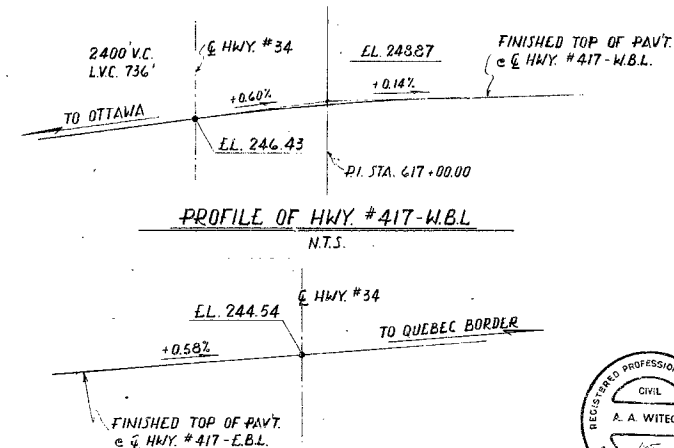 2400' V.C.
L.V.C. 736'
℄ HWY. #34
EL. 248.87
FINISHED TOP OF PAV'T.
@ ℄ HWY. #417-W.B.L.
+0.60%
+0.14%
TO OTTAWA
EL. 246.43
P.I. STA. 617+00.00
PROFILE OF HWY. #417-W.B.L
N.T.S.
℄ HWY. #34
EL. 244.54
TO QUEBEC BORDER
+0.58%
FINISHED TOP OF PAV'T.
@ ℄ HWY. #417-E.B.L.
REGISTERED
CIVIL
A. A.